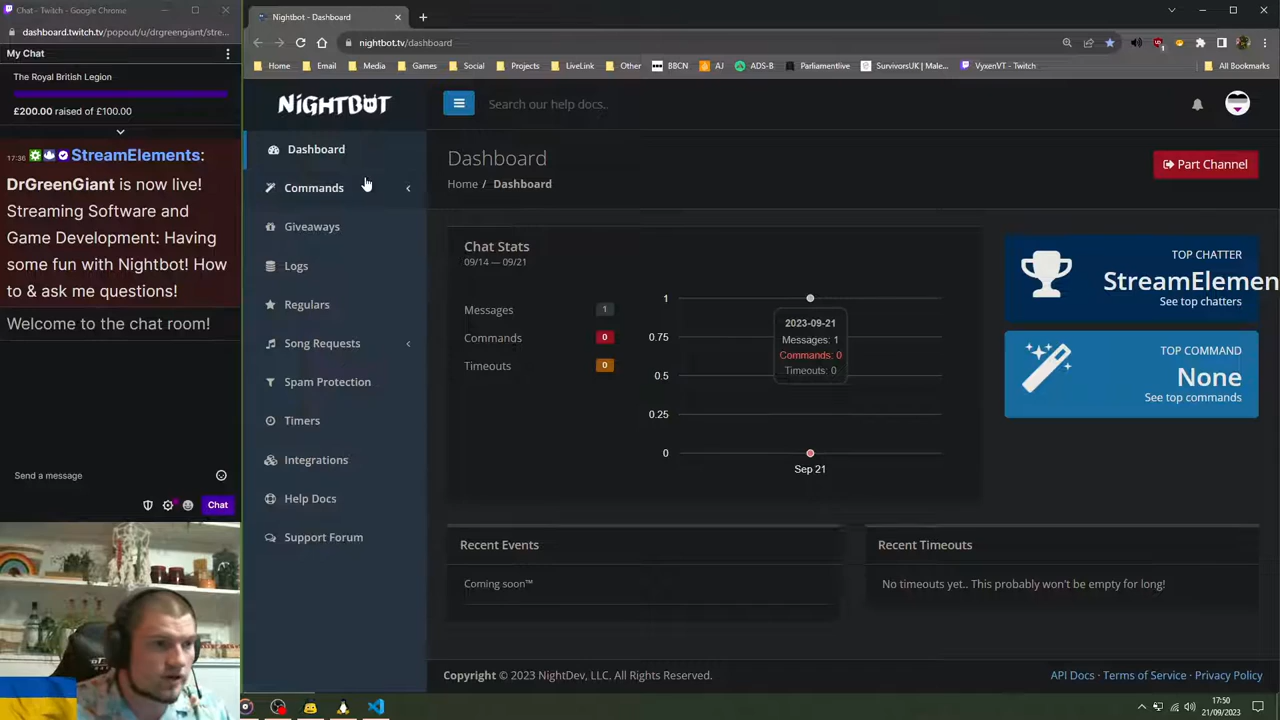 Chat - Twitch - Google Chrome
dashboard.twitch.tv/popout/u/drgreengiant/stre...
My Chat
The Royal British Legion
£200.00 raised of £100.00
17:36 StreamElements:
DrGreenGiant is now live!
Streaming Software and
Game Development: Having
some fun with Nightbot! How
to & ask me questions!
Welcome to the chat room!
Send a message
Chat
Nightbot - Dashboard
nightbot.tv/dashboard
Home
Email
Media
Games
Social
Projects
LiveLink
Other
BBCN
AJ
ADS-B
Parliamentlive
SurvivorsUK | Male...
VyxenVT - Twitch
All Bookmarks
NIGHTBOT
Search our help docs..
Dashboard
Commands
Giveaways
Logs
Regulars
Song Requests
Spam Protection
Timers
Integrations
Help Docs
Support Forum
Dashboard
Home / Dashboard
Part Channel
Chat Stats
09/14 — 09/21
Messages 1
Commands 0
Timeouts 0
1
0.75
0.5
0.25
0
2023-09-21
Messages: 1
Commands: 0
Timeouts: 0
Sep 21
TOP CHATTER
StreamElemen
See top chatters
TOP COMMAND
None
See top commands
Recent Events
Coming soon™
Recent Timeouts
No timeouts yet.. This probably won't be empty for long!
Copyright © 2023 NightDev, LLC. All Rights Reserved.
API Docs · Terms of Service · Privacy Policy
17:50
21/09/2023